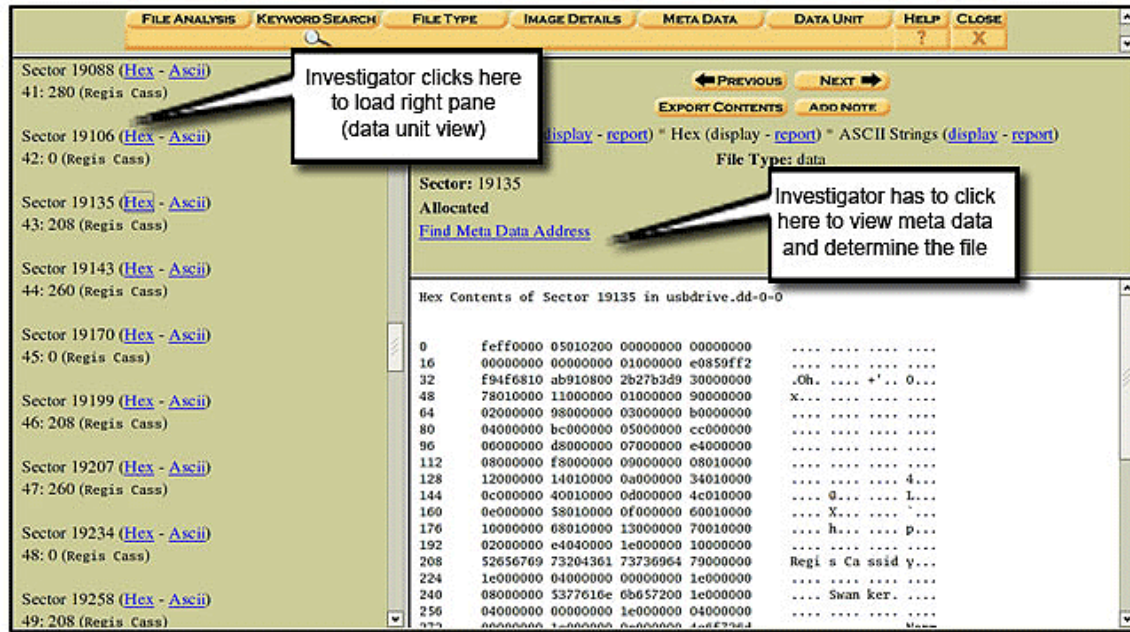 FILE ANALYSIS KEYWORD SEARCH FILE TYPE IMAGE DETAILS META DATA DATA UNIT HELP CLOSE
? X
Sector 19088 (Hex - Ascii)
41: 280 (Regis Cass)
Sector 19106 (Hex - Ascii)
42: 0 (Regis Cass)
Sector 19135 (Hex - Ascii)
43: 208 (Regis Cass)
Sector 19143 (Hex - Ascii)
44: 260 (Regis Cass)
Sector 19170 (Hex - Ascii)
45: 0 (Regis Cass)
Sector 19199 (Hex - Ascii)
46: 208 (Regis Cass)
Sector 19207 (Hex - Ascii)
47: 260 (Regis Cass)
Sector 19234 (Hex - Ascii)
48: 0 (Regis Cass)
Sector 19258 (Hex - Ascii)
49: 208 (Regis Cass)
Investigator clicks here
to load right pane
(data unit view)
PREVIOUS NEXT
EXPORT CONTENTS ADD NOTE
display - report) * Hex (display - report) * ASCII Strings (display - report)
File Type: data
Sector: 19135
Allocated
Find Meta Data Address
Investigator has to click
here to view meta data
and determine the file
Hex Contents of Sector 19135 in usbdrive.dd-0-0
0 feff0000 05010200 00000000 00000000 .... .... .... ....
16 00000000 00000000 01000000 e0859ff2 .... .... .... ....
32 f94f6810 ab910800 2b27b3d9 30000000 .Oh. .... +'.. 0...
48 78010000 11000000 01000000 90000000 x... .... .... ....
64 02000000 98000000 03000000 b0000000 .... .... .... ....
80 04000000 bc000000 05000000 cc000000 .... .... .... ....
96 06000000 d8000000 07000000 e4000000 .... .... .... ....
112 08000000 f8000000 09000000 08010000 .... .... .... ....
128 12000000 14010000 0a000000 34010000 .... .... .... 4...
144 0c000000 40010000 0d000000 4c010000 .... @... .... L...
160 0e000000 58010000 0f000000 60010000 .... X... .... `...
176 10000000 68010000 13000000 70010000 .... h... .... p...
192 02000000 e4040000 1e000000 10000000 .... .... .... ....
208 52656769 73204361 73736964 79000000 Regi s Ca ssid y...
224 1e000000 04000000 00000000 1e000000 .... .... .... ....
240 08000000 5377616e 6b657200 1e000000 .... Swan ker. ....
256 04000000 00000000 1e000000 04000000 .... .... .... ....